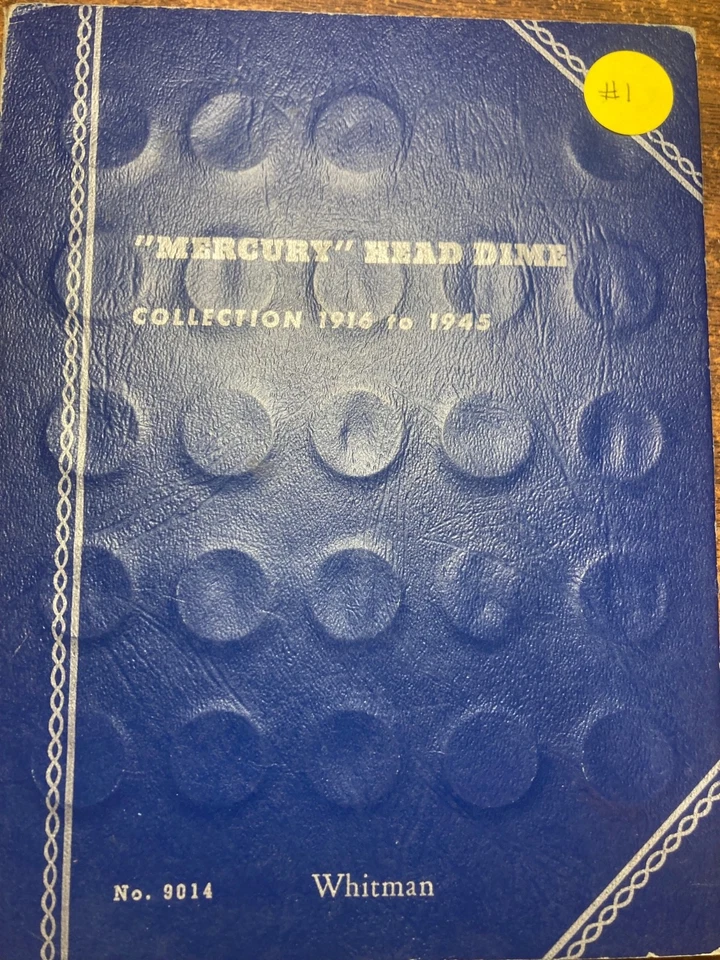 #1
"MERCURY" HEAD DIME
COLLECTION 1916 to 1945
No. 9014
Whitman